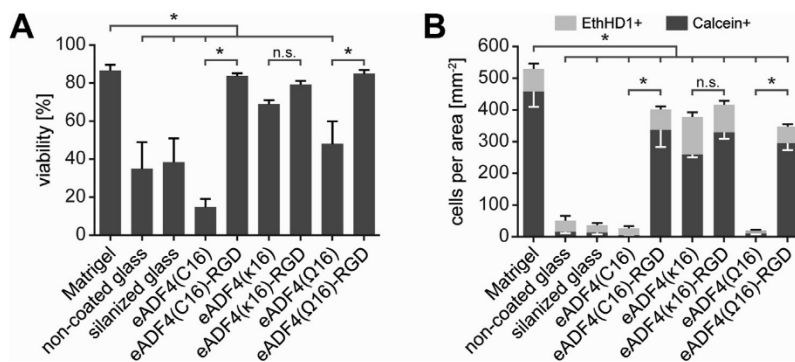 A
*
*
n.s.
*
viability [%]
100
80
60
40
20
0
Matrigel
non-coated glass
silanized glass
eADF4(C16)
eADF4(C16)-RGD
eADF4(κ16)
eADF4(κ16)-RGD
eADF4(Ω16)
eADF4(Ω16)-RGD
B
EthHD1+
Calcein+
*
*
n.s.
*
cells per area [mm-2]
600
500
400
300
200
100
0
Matrigel
non-coated glass
silanized glass
eADF4(C16)
eADF4(C16)-RGD
eADF4(κ16)
eADF4(κ16)-RGD
eADF4(Ω16)
eADF4(Ω16)-RGD